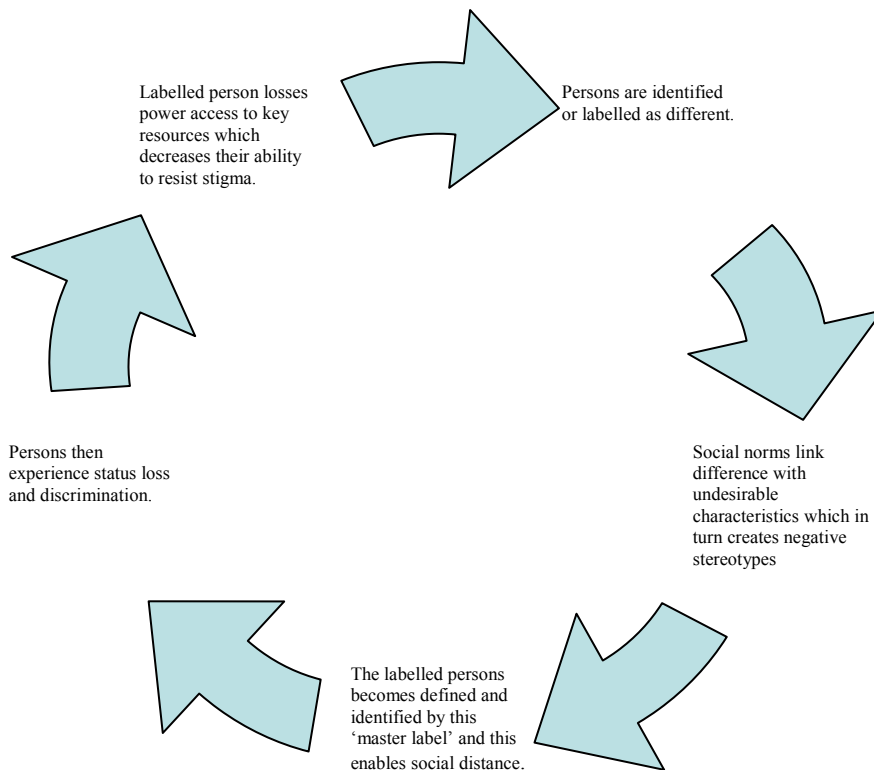 Persons are identified
or labelled as different.
Social norms link
difference with
undesirable
characteristics which in
turn creates negative
stereotypes
The labelled persons
becomes defined and
identified by this
‘master label’ and this
enables social distance.
Persons then
experience status loss
and discrimination.
Labelled person losses
power access to key
resources which
decreases their ability
to resist stigma.